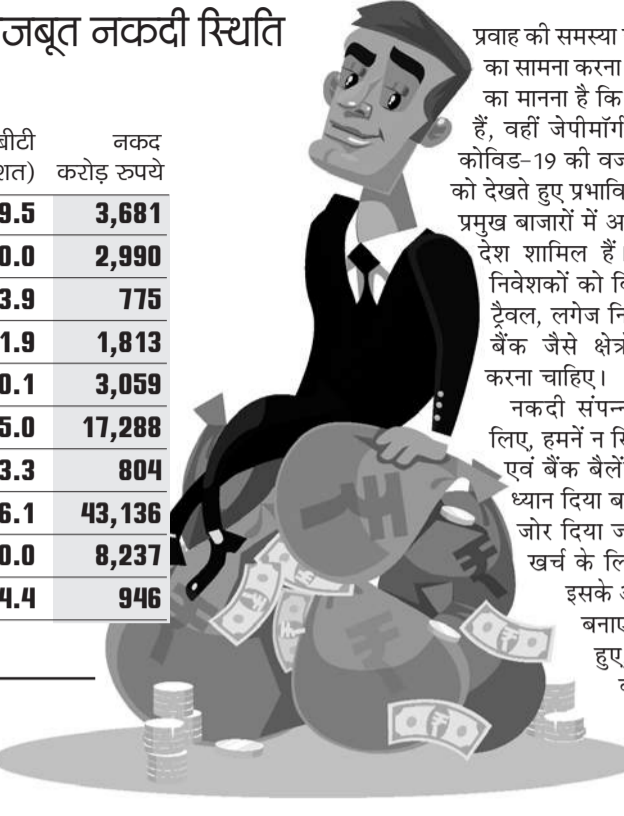 जबूत नकदी स्थिति
बीटी नकद
शत) करोड़ रुपये
9.5 3,681
0.0 2,990
3.9 775
1.9 1,813
0.1 3,059
5.0 17,288
3.3 804
6.1 43,136
0.0 8,237
4.4 946
प्रवाह की समस्या
का सामना करना
का मानना है कि
हैं, वहीं जेपीमॉर्ग
कोविड-19 की वज
को देखते हुए प्रभावि
प्रमुख बाजारों में अ
देश शामिल हैं।
निवेशकों को वि
ट्रैवल, लगेज नि
बैंक जैसे क्षेत्रो
करना चाहिए।
नकदी संपन्न
लिए, हमनें न सि
एवं बैंक बैलें
ध्यान दिया ब
जोर दिया ज
खर्च के लि
इसके अ
बनाए
हुए